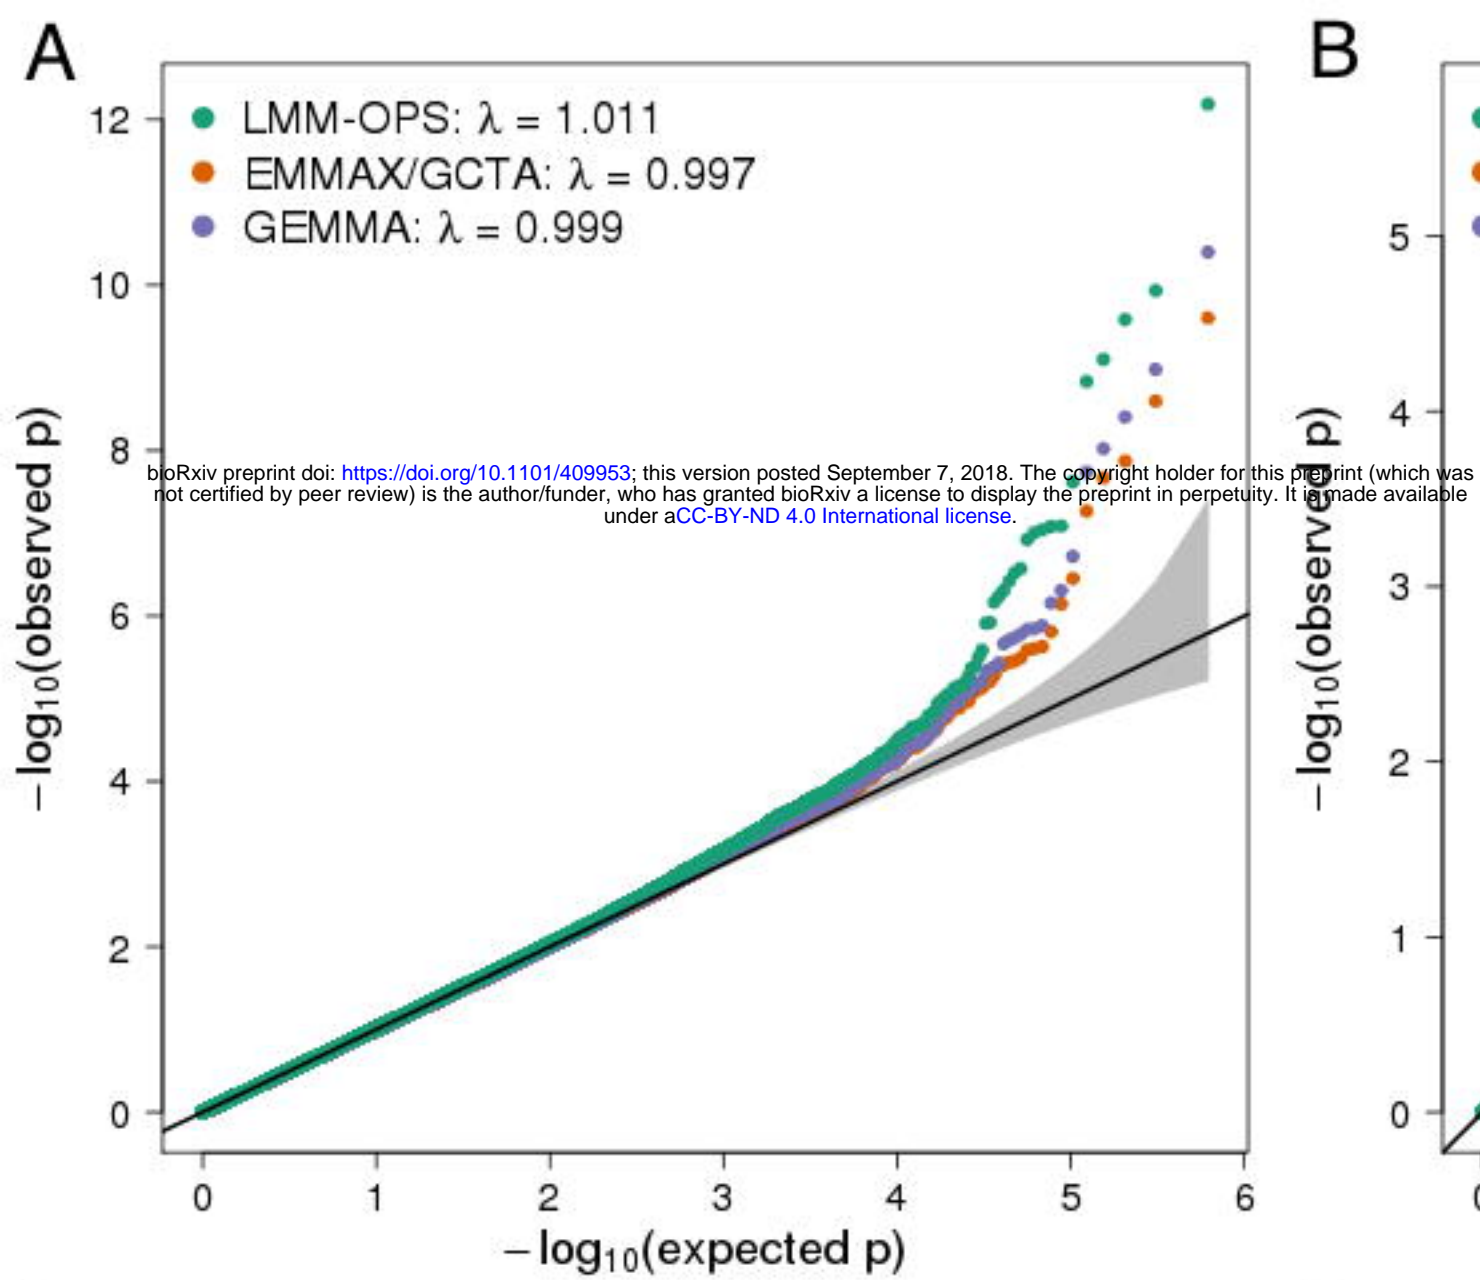 A
B
LMM-OPS: λ = 1.011
EMMAX/GCTA: λ = 0.997
GEMMA: λ = 0.999
12
10
8
6
4
2
0
−log10(observed p)
bioRxiv preprint doi: https://doi.org/10.1101/409953; this version posted September 7, 2018. The copyright holder for this preprint (which was
not certified by peer review) is the author/funder, who has granted bioRxiv a license to display the preprint in perpetuity. It is made available
under aCC-BY-ND 4.0 International license.
0 1 2 3 4 5 6
−log10(expected p)
5
4
3
2
1
0
−log10(observed p)